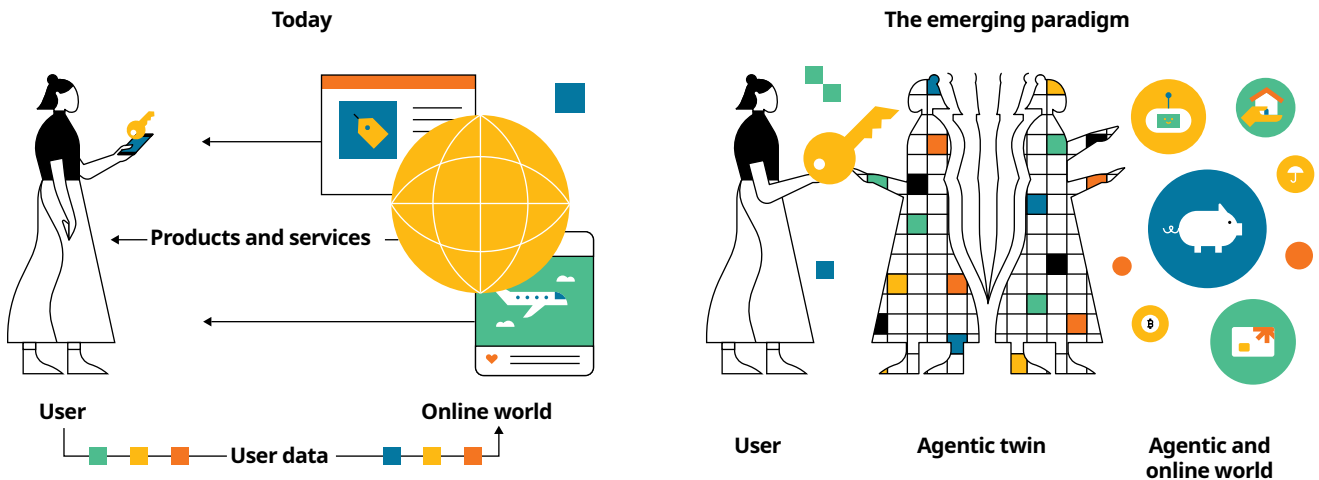 Today
Products and services
User
Online world
User data
The emerging paradigm
User
Agentic twin
Agentic and
online world